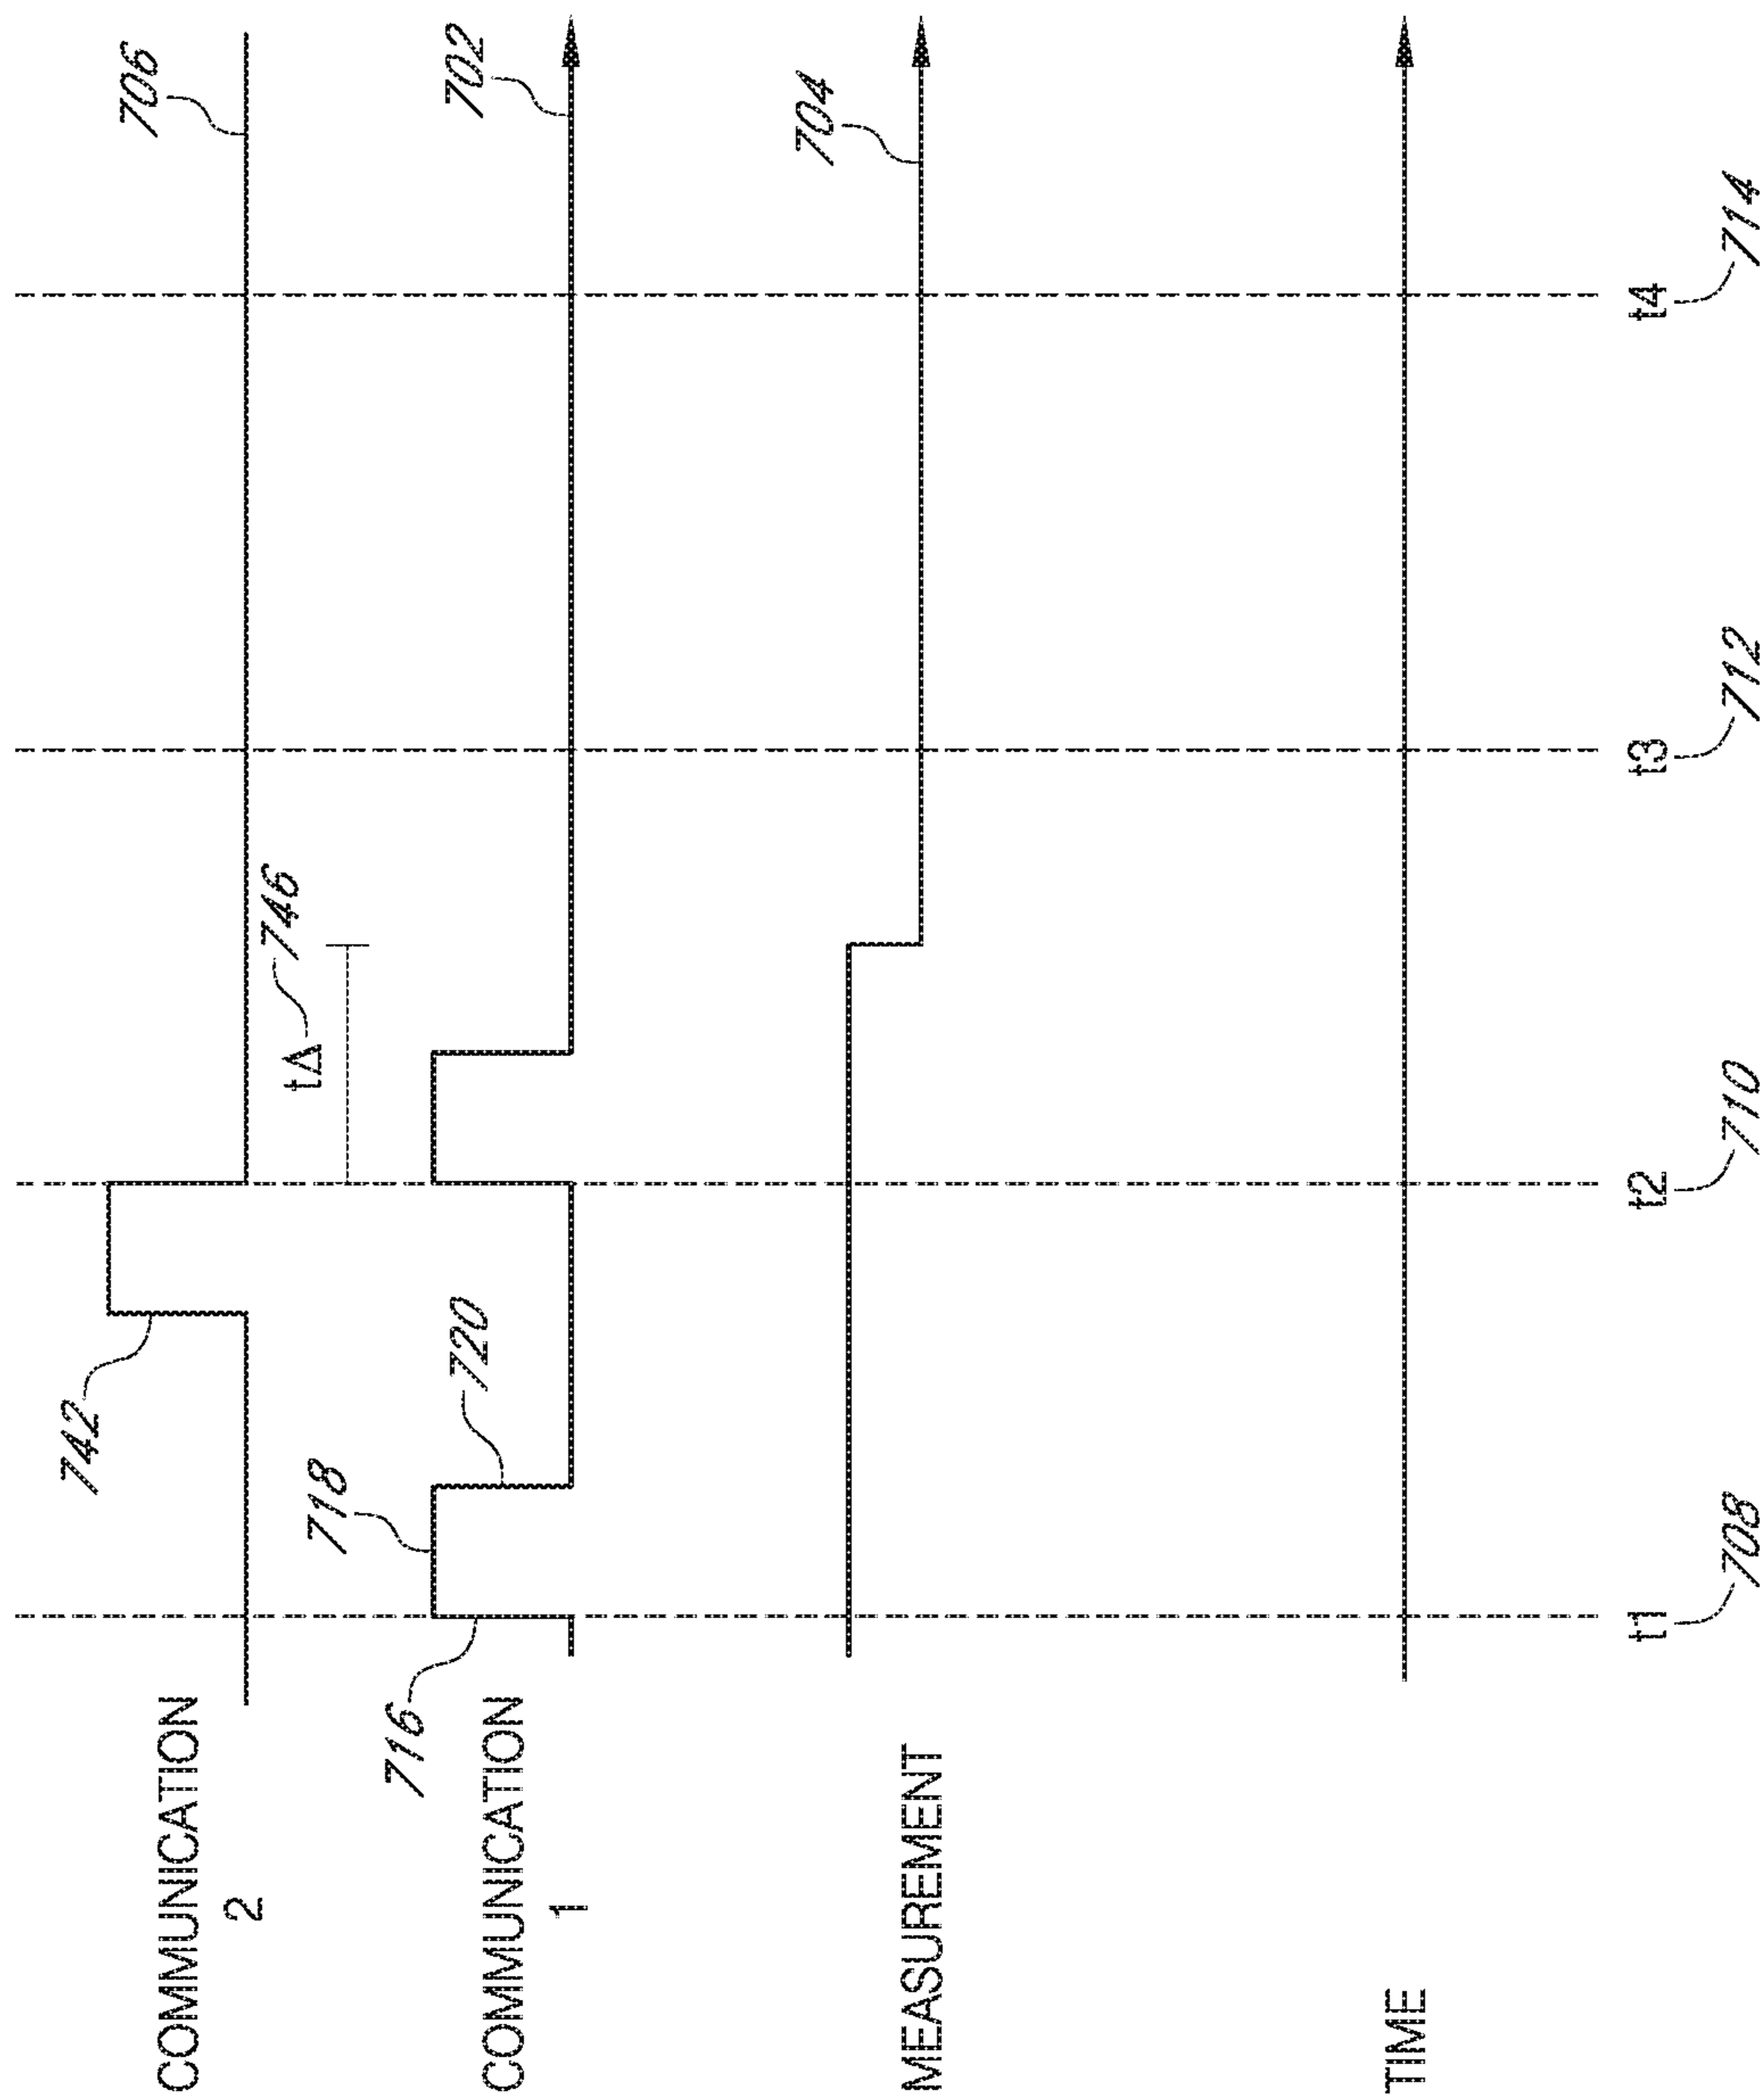 COMMUNICATION
2
742
706
tΔ
746
COMMUNICATION
1
716
718
720
702
MEASUREMENT
704
TIME
t1
t2
t3
t4
708
710
712
714